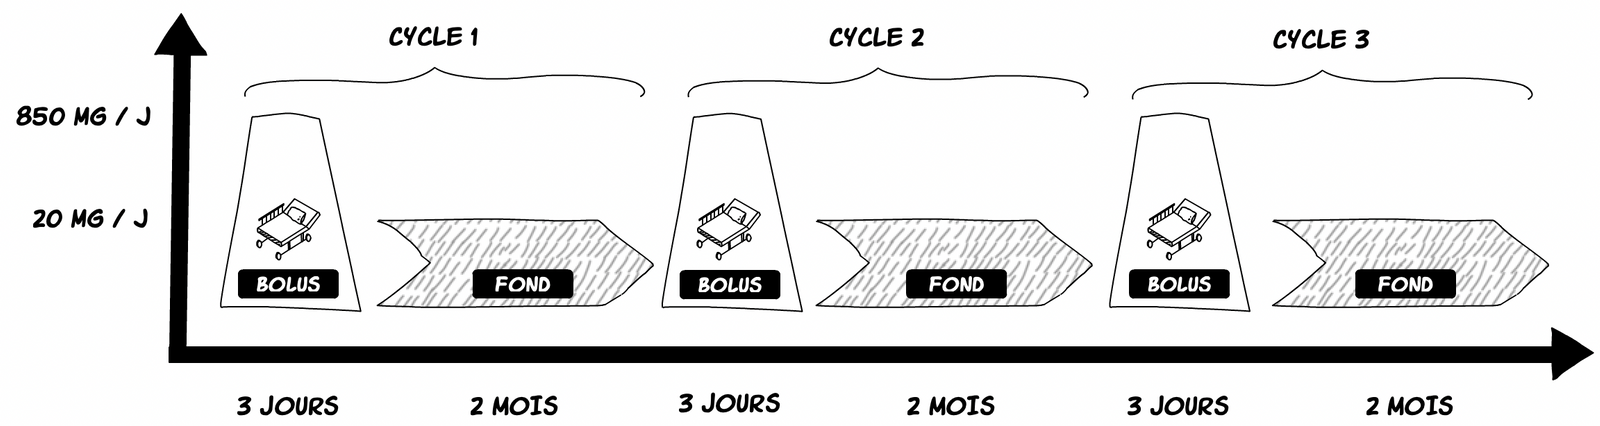 CYCLE 1
CYCLE 2
CYCLE 3
850 MG / J
20 MG / J
BOLUS
FOND
BOLUS
FOND
BOLUS
FOND
3 JOURS
2 MOIS
3 JOURS
2 MOIS
3 JOURS
2 MOIS